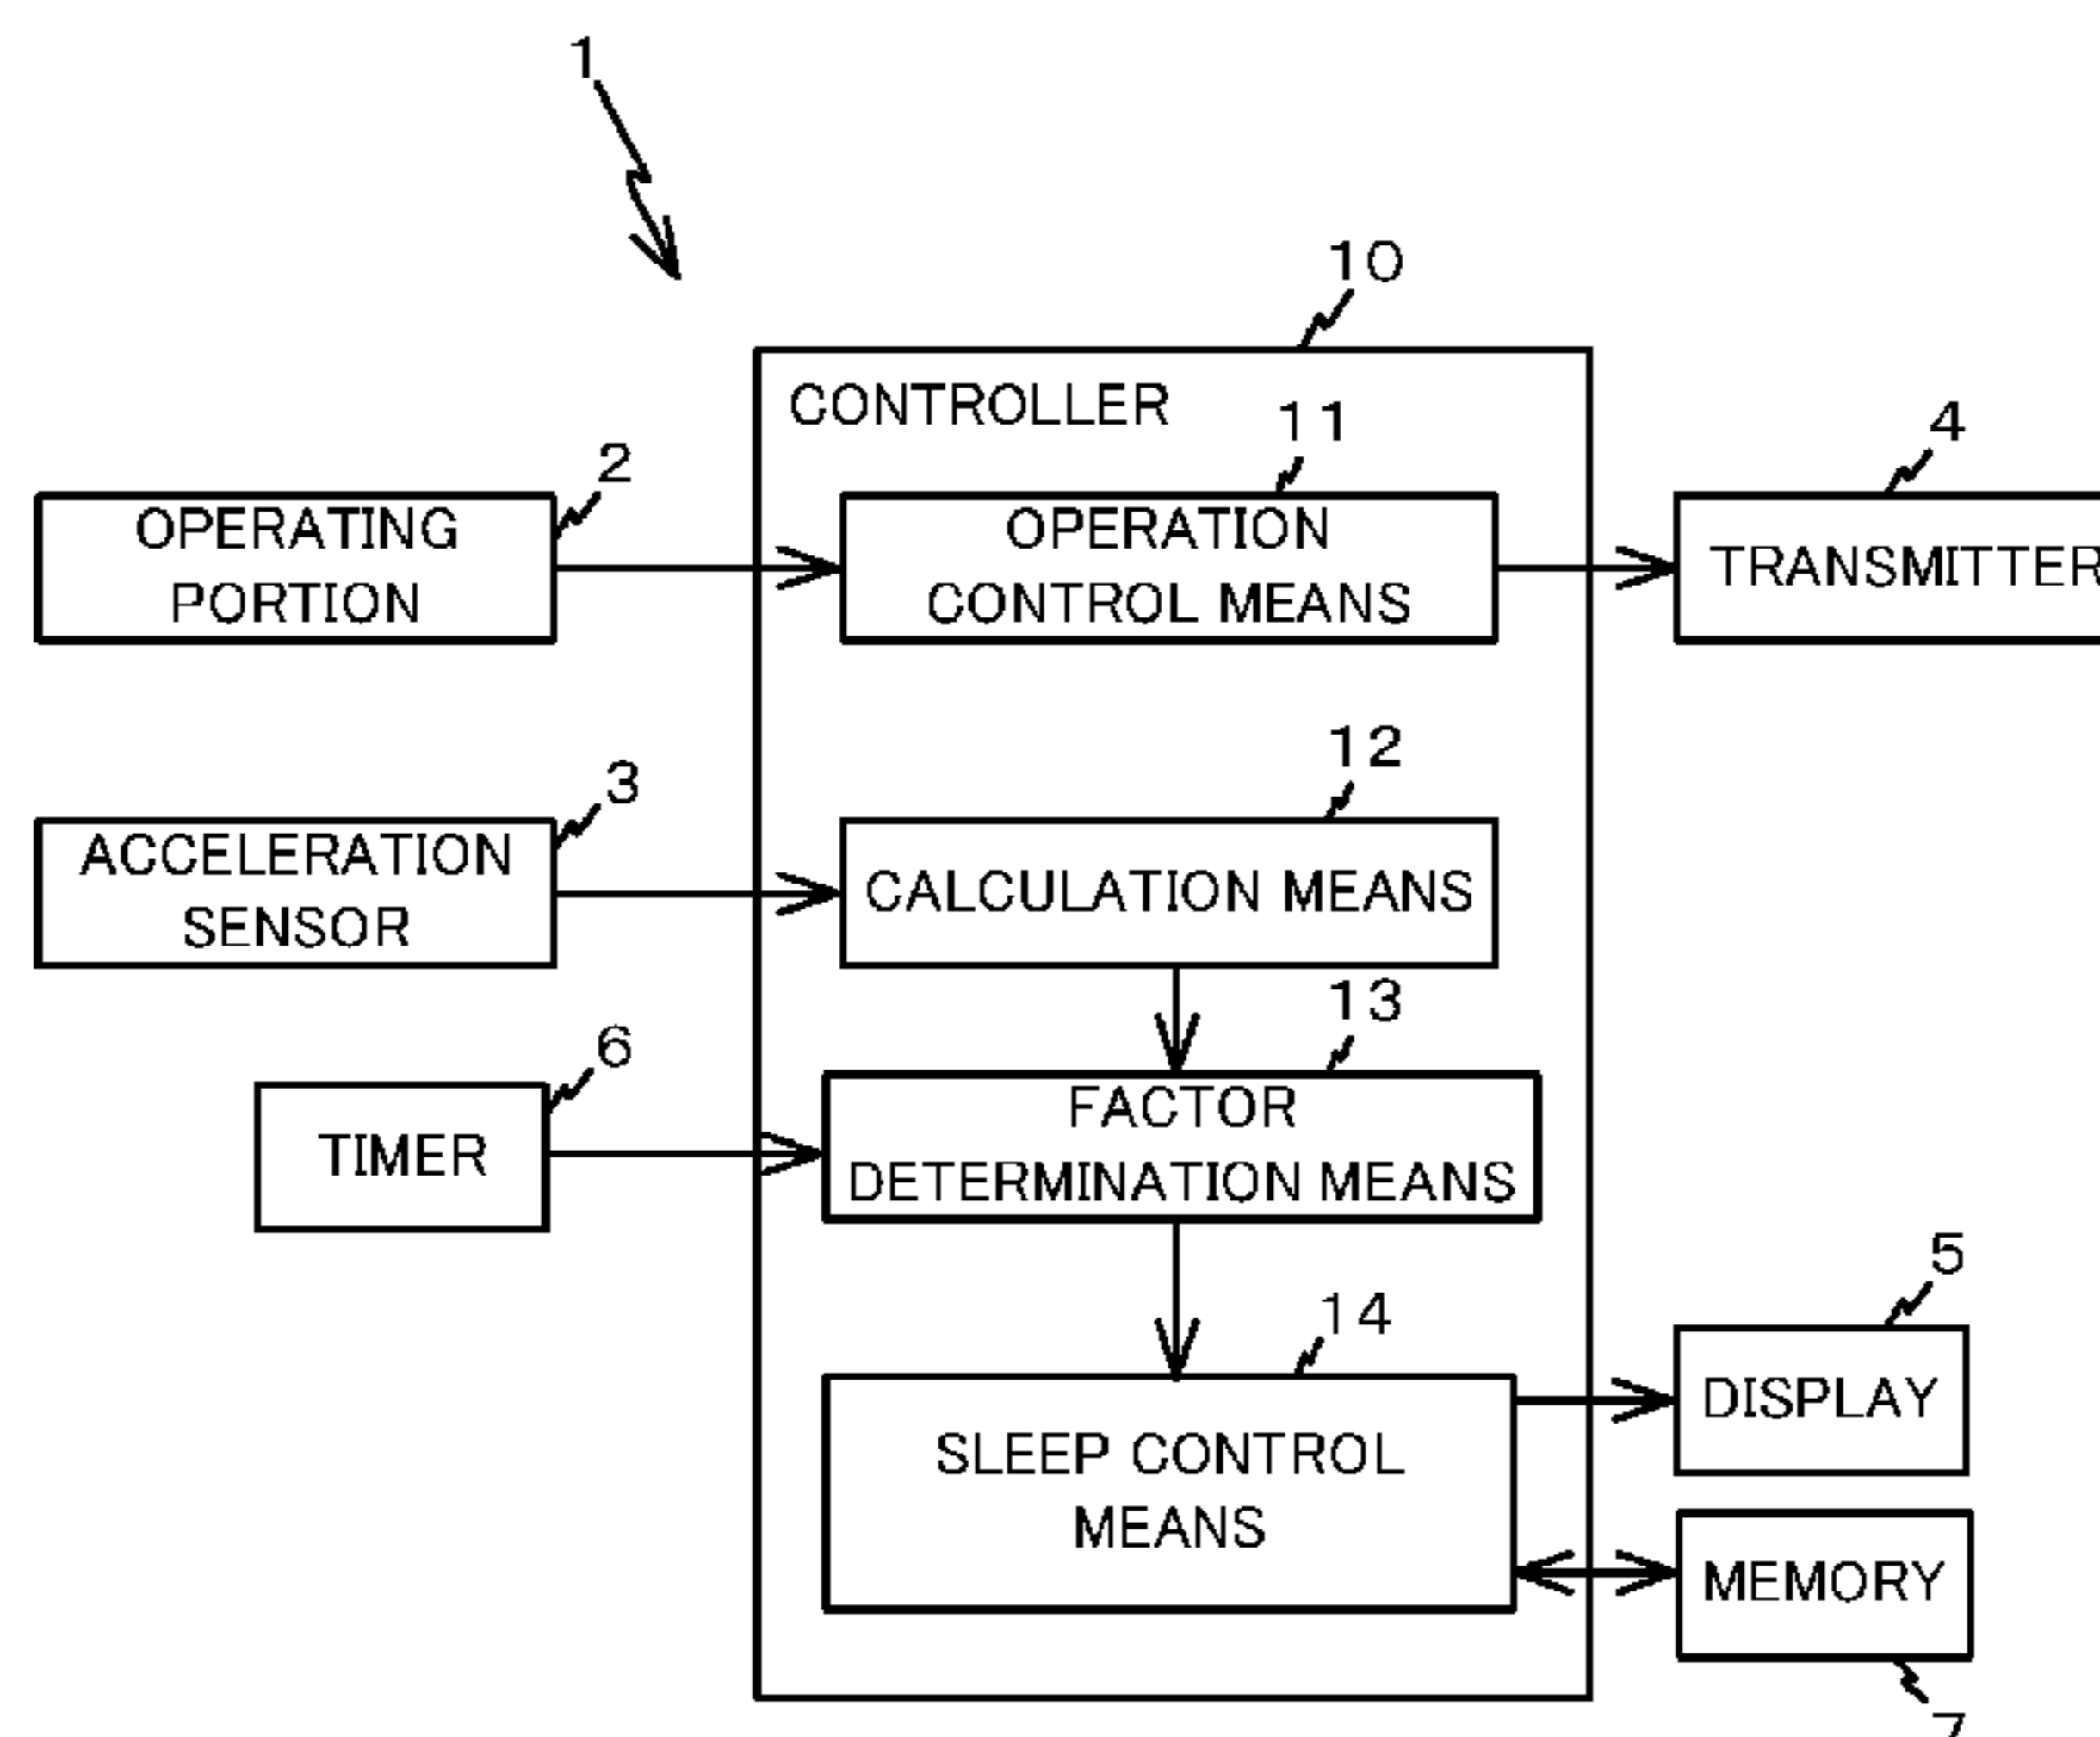 1
10
CONTROLLER
11
4
2
OPERATING
PORTION
OPERATION
CONTROL MEANS
TRANSMITTER
12
3
ACCELERATION
SENSOR
CALCULATION MEANS
13
6
TIMER
FACTOR
DETERMINATION MEANS
5
14
DISPLAY
SLEEP CONTROL
MEANS
MEMORY
7